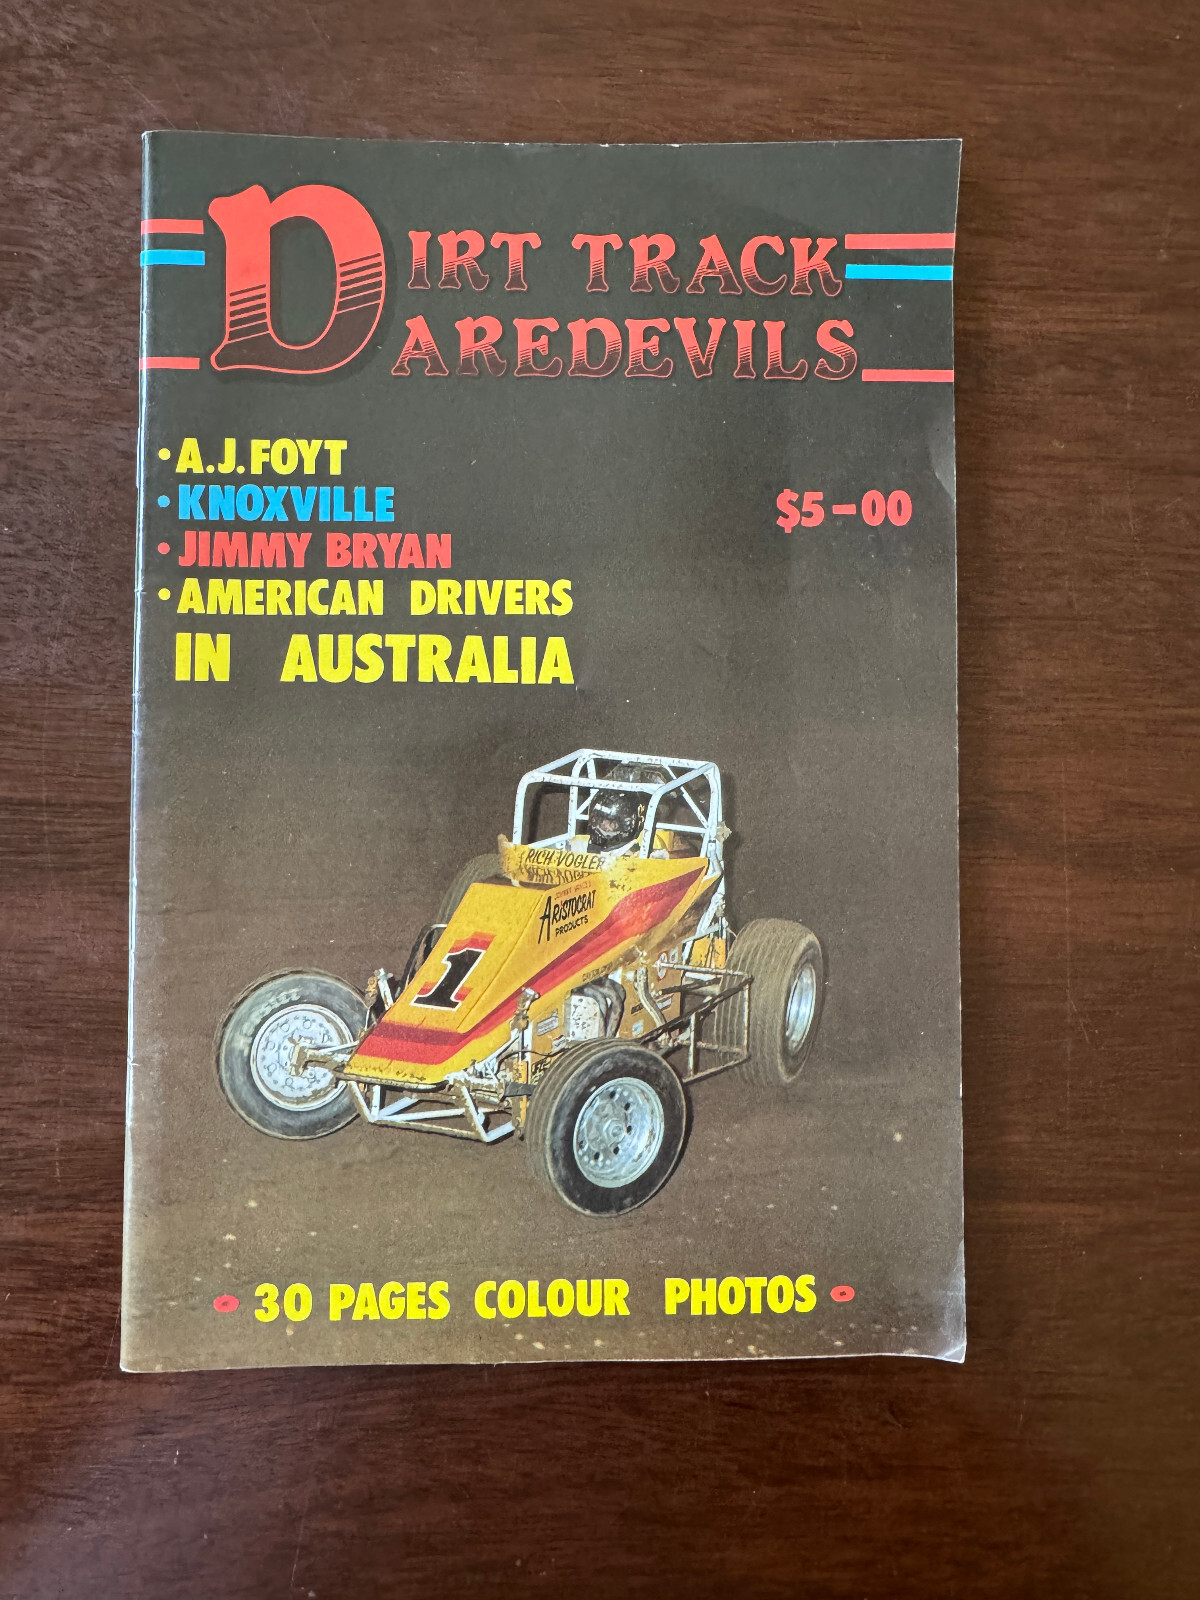 DIRT TRACK
DAREDEVILS
•A.J.FOYT
•KNOXVILLE
•JIMMY BRYAN
•AMERICAN DRIVERS
IN AUSTRALIA
$5-00
RICH VOGLER
ARISTOCRAT
PRODUCTS
1
• 30 PAGES COLOUR PHOTOS •